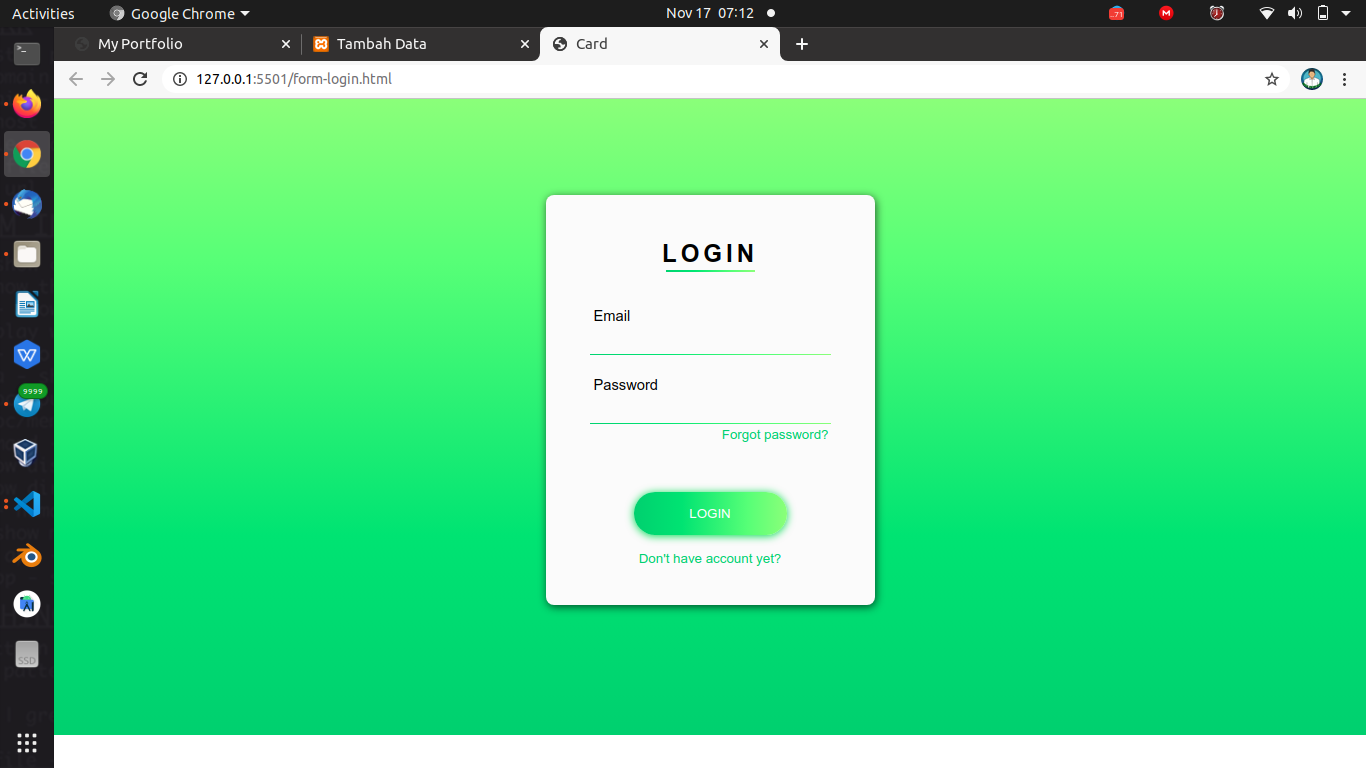 Activities
Google Chrome
Nov 17 07:12
71
My Portfolio
Tambah Data
Card
127.0.0.1:5501/form-login.html
LOGIN
Email
Password
Forgot password?
LOGIN
Don't have account yet?
9999
SSD